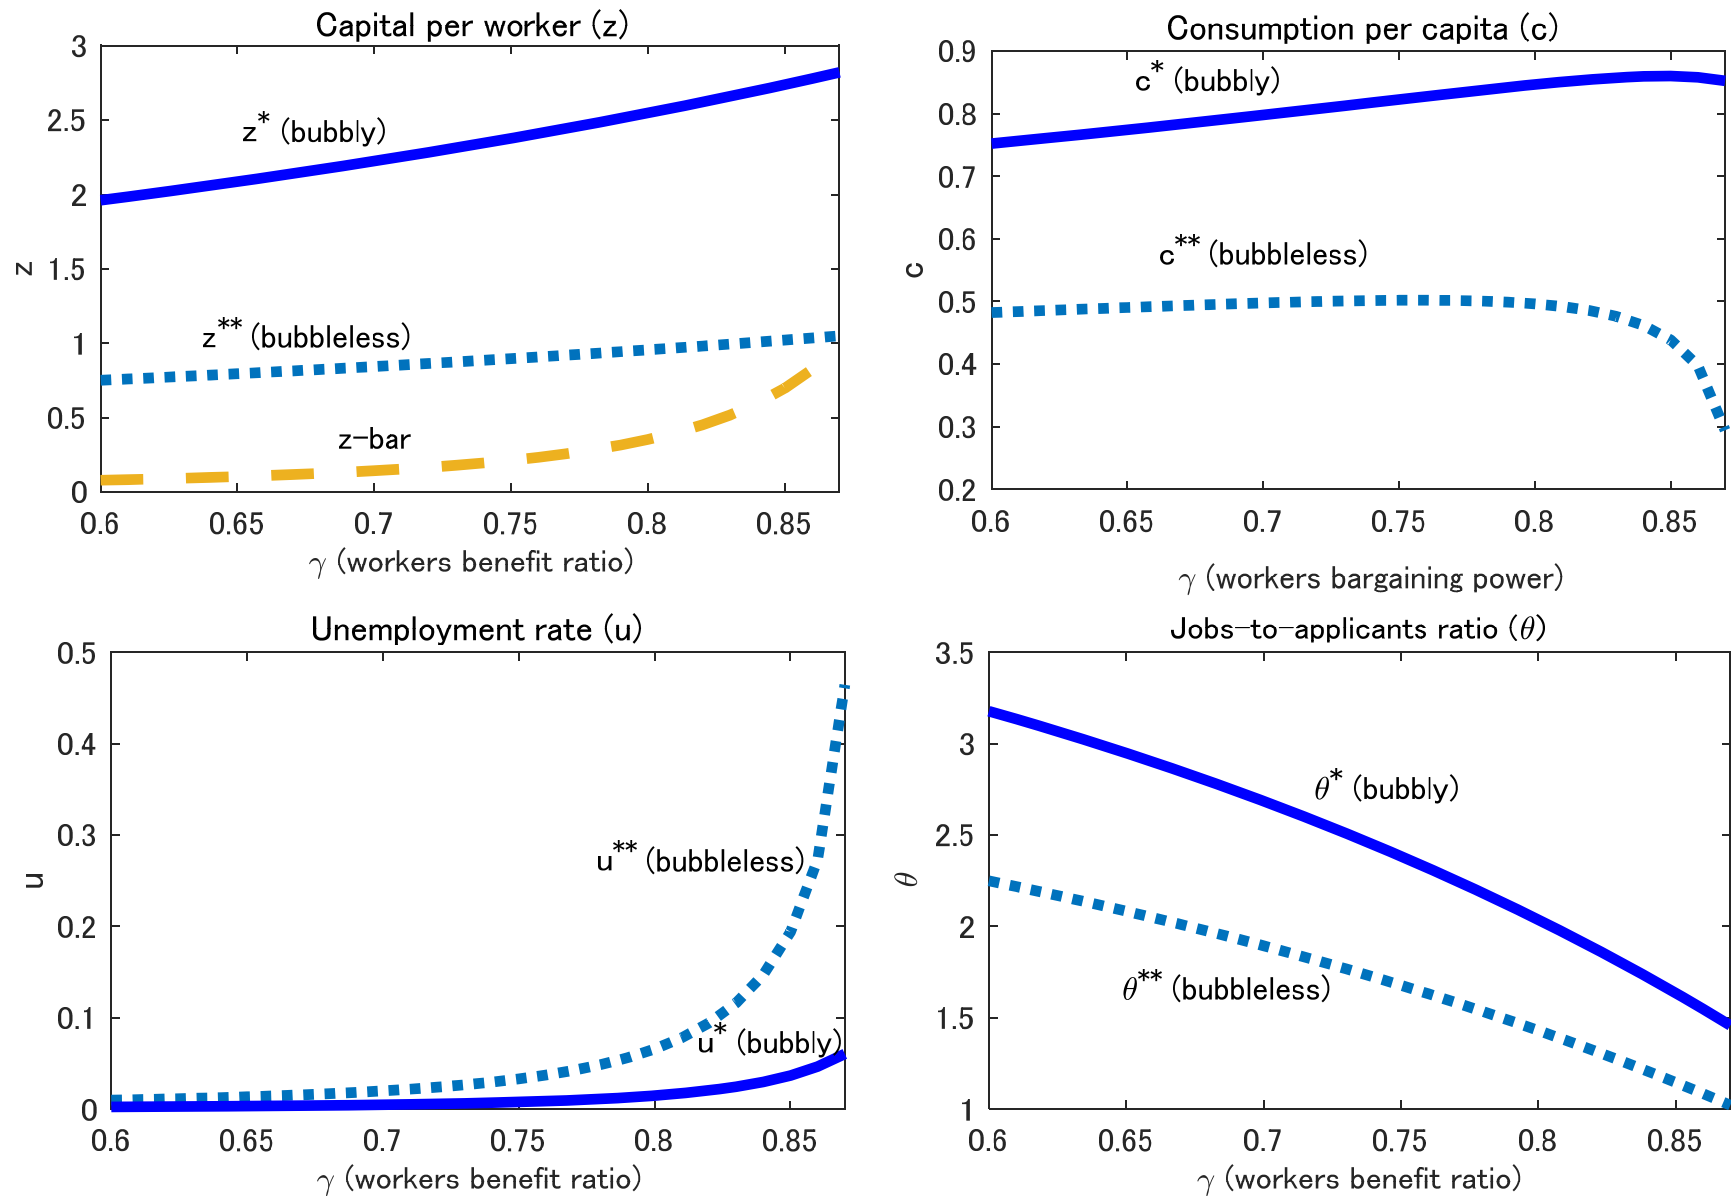 Capital per worker (z)
3
2.5
2
1.5
1
0.5
0
z
z* (bubbly)
z** (bubbleless)
z-bar
0.6 0.65 0.7 0.75 0.8 0.85
γ (workers benefit ratio)
Consumption per capita (c)
0.9
0.8
0.7
0.6
0.5
0.4
0.3
0.2
c
c* (bubbly)
c** (bubbleless)
0.6 0.65 0.7 0.75 0.8 0.85
γ (workers bargaining power)
Unemployment rate (u)
0.5
0.4
0.3
0.2
0.1
0
u
u** (bubbleless)
u* (bubbly)
0.6 0.65 0.7 0.75 0.8 0.85
γ (workers benefit ratio)
Jobs-to-applicants ratio (θ)
3.5
3
2.5
2
1.5
1
θ
θ* (bubbly)
θ** (bubbleless)
0.6 0.65 0.7 0.75 0.8 0.85
γ (workers benefit ratio)